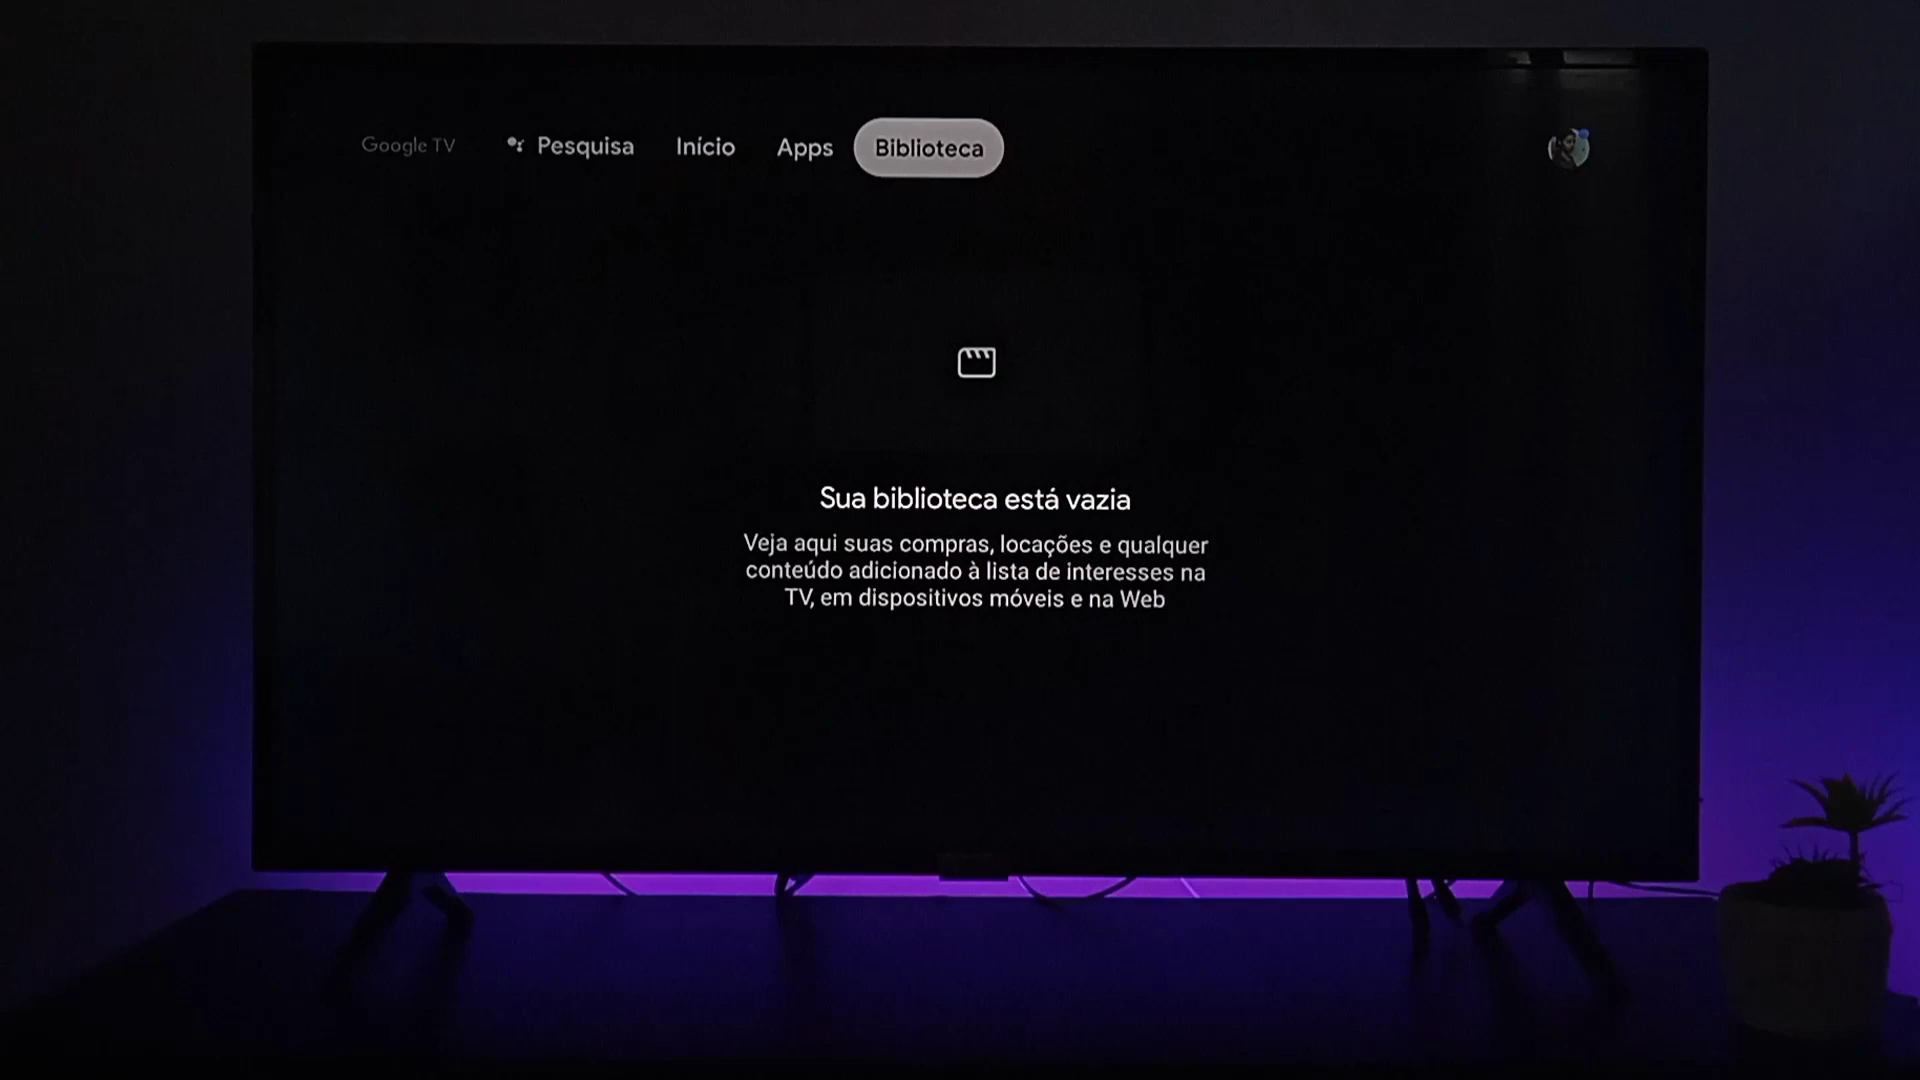 Google TV Pesquisa Início Apps Biblioteca
Sua biblioteca está vazia
Veja aqui suas compras, locações e qualquer
conteúdo adicionado à lista de interesses na
TV, em dispositivos móveis e na Web